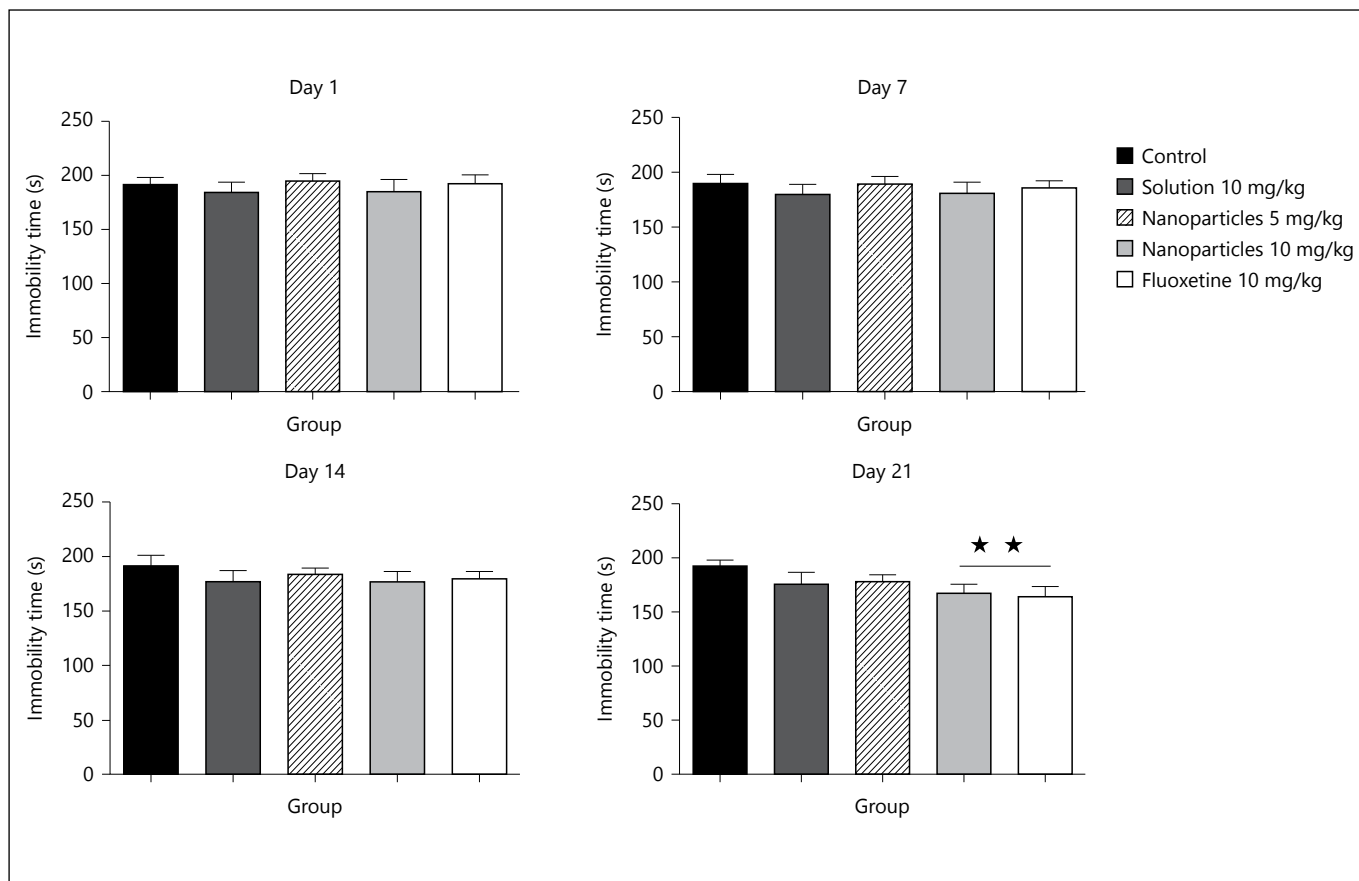 Day 1
250
200
150
100
50
0
Immobility time (s)
Group
Day 7
250
200
150
100
50
0
Immobility time (s)
Group
Control
Solution 10 mg/kg
Nanoparticles 5 mg/kg
Nanoparticles 10 mg/kg
Fluoxetine 10 mg/kg
Day 14
250
200
150
100
50
0
Immobility time (s)
Group
Day 21
250
200
150
100
50
0
Immobility time (s)
★ ★
Group